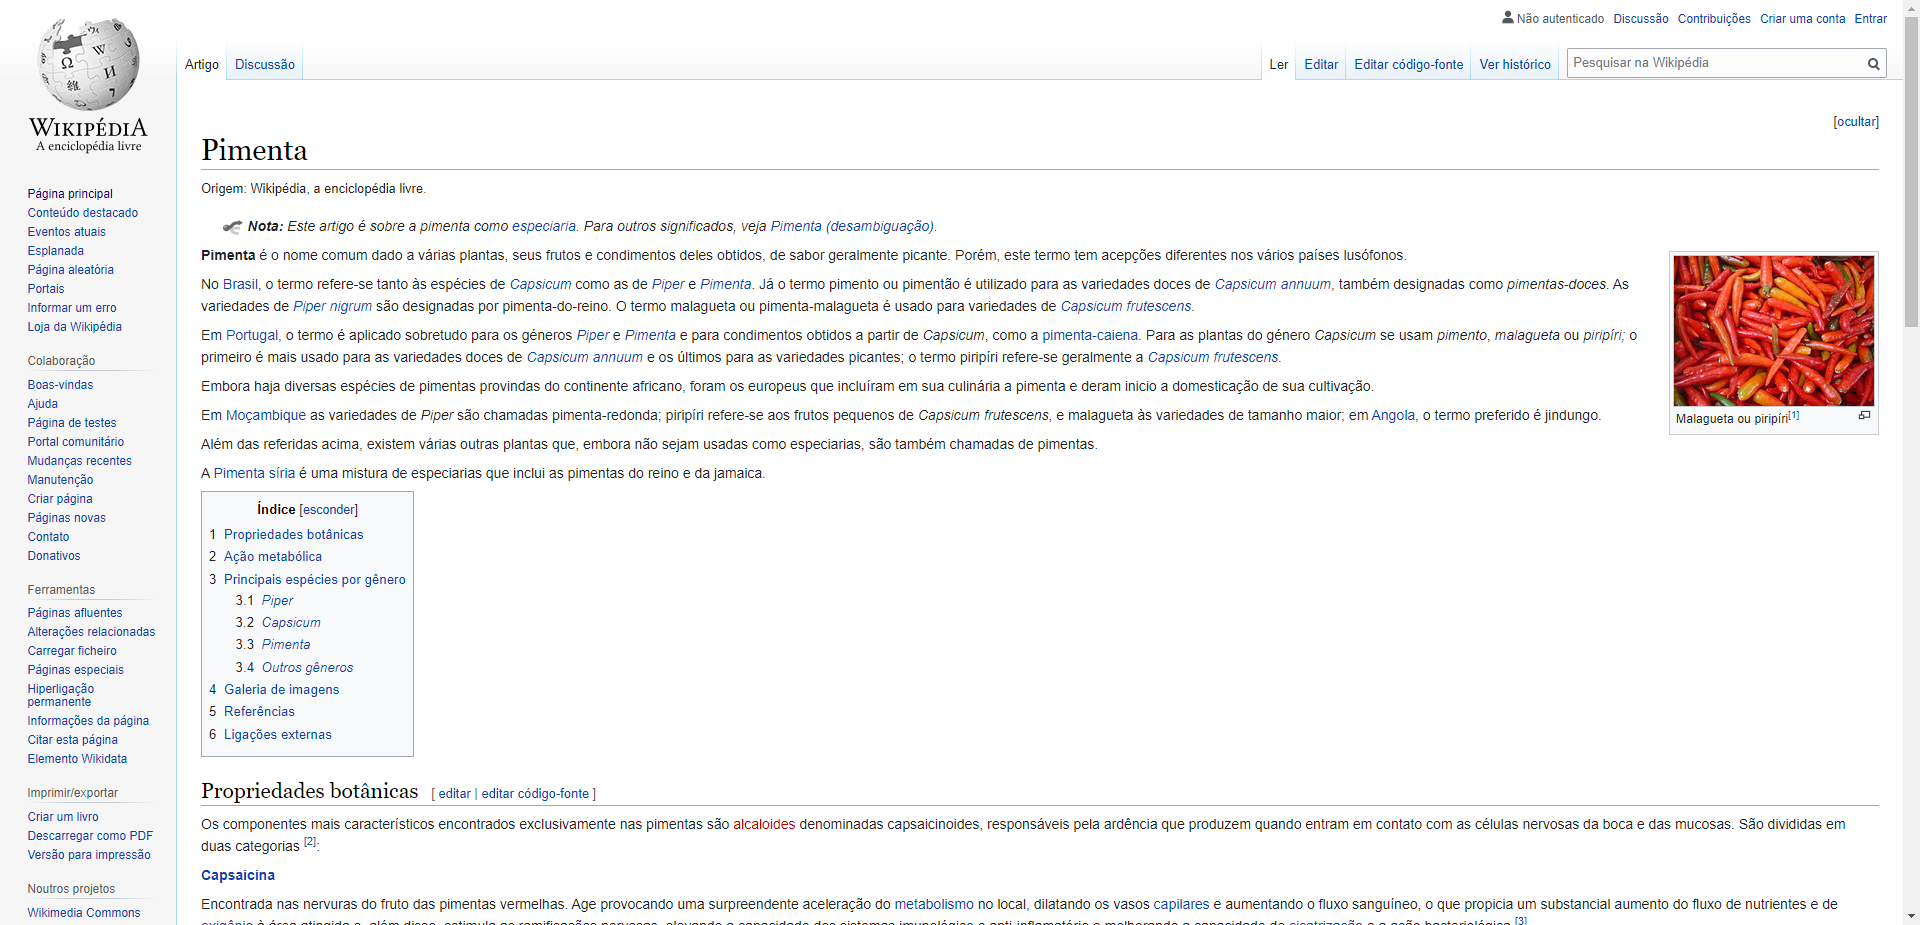 Não autenticado Discussão Contribuições Criar uma conta Entrar
Artigo Discussão Ler Editar Editar código-fonte Ver histórico Pesquisar na Wikipédia
WIKIPÉDIA
A enciclopédia livre
Página principal
Conteúdo destacado
Eventos atuais
Esplanada
Página aleatória
Portais
Informar um erro
Loja da Wikipédia
Colaboração
Boas-vindas
Ajuda
Página de testes
Portal comunitário
Mudanças recentes
Manutenção
Criar página
Páginas novas
Contato
Donativos
Ferramentas
Páginas afluentes
Alterações relacionadas
Carregar ficheiro
Páginas especiais
Hiperligação
permanente
Informações da página
Citar esta página
Elemento Wikidata
Imprimir/exportar
Criar um livro
Descarregar como PDF
Versão para impressão
Noutros projetos
Wikimedia Commons
[ocultar]
Pimenta
Origem: Wikipédia, a enciclopédia livre.
Nota: Este artigo é sobre a pimenta como especiaria. Para outros significados, veja Pimenta (desambiguação).
Pimenta é o nome comum dado a várias plantas, seus frutos e condimentos deles obtidos, de sabor geralmente picante. Porém, este termo tem acepções diferentes nos vários países lusófonos.
No Brasil, o termo refere-se tanto às espécies de Capsicum como as de Piper e Pimenta. Já o termo pimento ou pimentão é utilizado para as variedades doces de Capsicum annuum, também designadas como pimentas-doces. As
variedades de Piper nigrum são designadas por pimenta-do-reino. O termo malagueta ou pimenta-malagueta é usado para variedades de Capsicum frutescens.
Em Portugal, o termo é aplicado sobretudo para os géneros Piper e Pimenta e para condimentos obtidos a partir de Capsicum, como a pimenta-caiena. Para as plantas do género Capsicum se usam pimento, malagueta ou piripíri; o
primeiro é mais usado para as variedades doces de Capsicum annuum e os últimos para as variedades picantes; o termo piripíri refere-se geralmente a Capsicum frutescens.
Embora haja diversas espécies de pimentas provindas do continente africano, foram os europeus que incluíram em sua culinária a pimenta e deram inicio a domesticação de sua cultivação.
Em Moçambique as variedades de Piper são chamadas pimenta-redonda; piripíri refere-se aos frutos pequenos de Capsicum frutescens, e malagueta às variedades de tamanho maior; em Angola, o termo preferido é jindungo.
Além das referidas acima, existem várias outras plantas que, embora não sejam usadas como especiarias, são também chamadas de pimentas.
A Pimenta síria é uma mistura de especiarias que inclui as pimentas do reino e da jamaica.
Malagueta ou piripíri[1]
Índice [esconder]
1 Propriedades botânicas
2 Ação metabólica
3 Principais espécies por gênero
3.1 Piper
3.2 Capsicum
3.3 Pimenta
3.4 Outros gêneros
4 Galeria de imagens
5 Referências
6 Ligações externas
Propriedades botânicas [ editar | editar código-fonte ]
Os componentes mais característicos encontrados exclusivamente nas pimentas são alcaloides denominadas capsaicinoides, responsáveis pela ardência que produzem quando entram em contato com as células nervosas da boca e das mucosas. São divididas em
duas categorias [2]:
Capsaicina
Encontrada nas nervuras do fruto das pimentas vermelhas. Age provocando uma surpreendente aceleração do metabolismo no local, dilatando os vasos capilares e aumentando o fluxo sanguíneo, o que propicia um substancial aumento do fluxo de nutrientes e de
oxigênio à área atingida e, além disso, estimula as ramificações nervosas, elevando a capacidade dos sistemas imunológico e anti-inflamatório e melhorando a capacidade de cicatrização e a ação bacteriológica.[3]